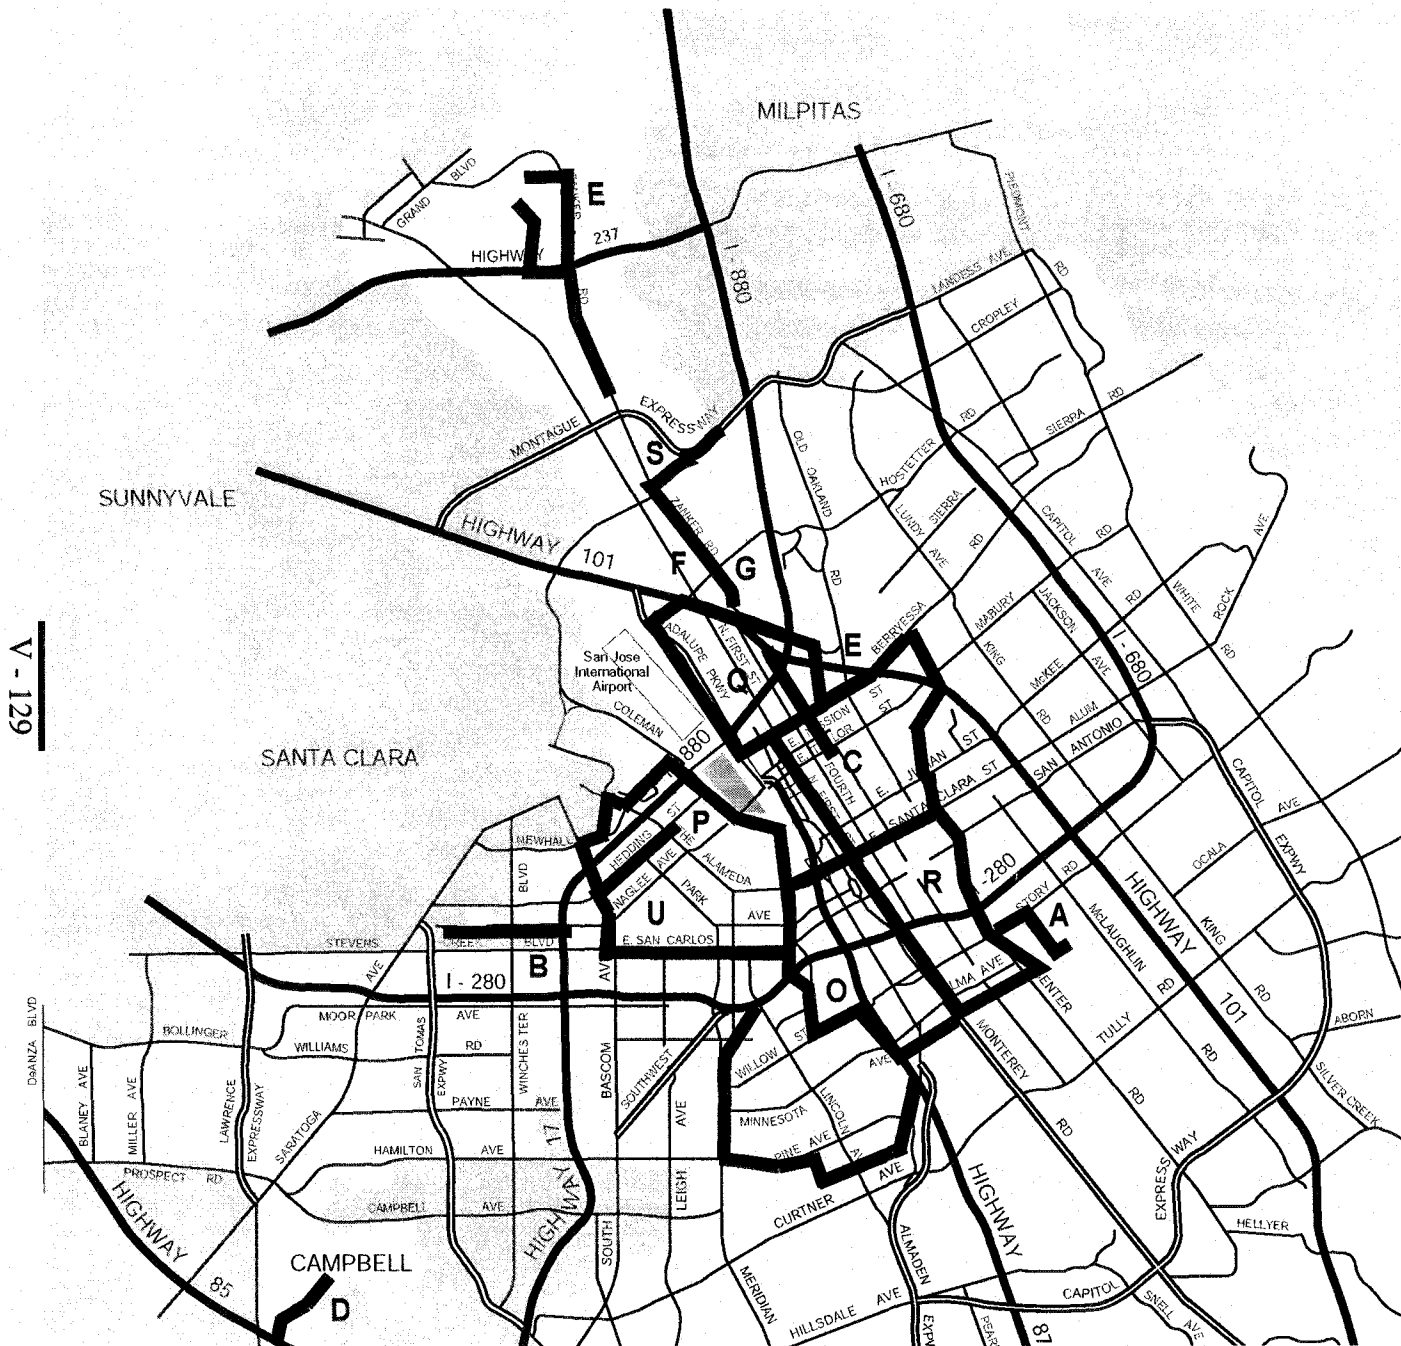 MILPITAS
GRAND
BLVD
E
I - 680
PIEDMONT
HIGHWAY
237
RD
I - 880
LANDESS AVE
RD
CROPLEY
MONTAGUE
EXPRESSWAY
OLD
OAKLAND
RD
HOSTETTER
RD
SIERRA
RD
SUNNYVALE
S
ZANKER RD
HIGHWAY
101
LUNDY
AVE
SIERRA
RD
CAPITOL
AVE
RD
WHITE
RD
ROCK
AVE
F
G
E
BERRYESSA
MABURY
RD
JACKSON
AVE
KING
RD
McKEE
I - 680
V - 129
San Jose
International
Airport
COLEMAN
N. FIRST ST
PKWY
Q
880
SANTA CLARA
C
FOURTH
ST
ST
E.
ST
SANTA CLARA
ST
SAN
ANTONIO
ALUM
CAPITOL
EXPWY
AVE
OCALA
NEWHALL
HEDDING
ST
P
THE
ALAMEDA
NAGLEE
AVE
PARK
AVE
U
E. SAN CARLOS
BLVD
R
I - 280
STORY
RD
A
McLAUGHLIN
RD
HIGHWAY
101
KING
RD
STEVENS
CREEK
BLVD
B
AVE
I - 280
O
AVE
TULLY
RD
ABORN
SILVER CREEK
DeANZA BLVD
BOLLINGER
MOOR PARK
AVE
WILLIAMS
RD
SAN TOMAS
EXPWY
WINCHESTER
BASCOM
SOUTHWEST
WILLOW
ST
AVE
MONTEREY
RD
BLANEY AVE
MILLER AVE
LAWRENCE
EXPRESSWAY
SARATOGA
PAYNE
AVE
AVE
MINNESOTA
LINCOLN
PINE AVE
HAMILTON
AVE
17
HIGHWAY
PROSPECT RD
CAMPBELL
AVE
SOUTH
LEIGH
CURTNER
AVE
HIGHWAY
87
EXPRESSWAY
HELLYER
HIGHWAY
85
CAMPBELL
D
MERIDIAN
HILLSDALE AVE
ALMADEN
EXPWY
CAPITOL
SNELL
AVE